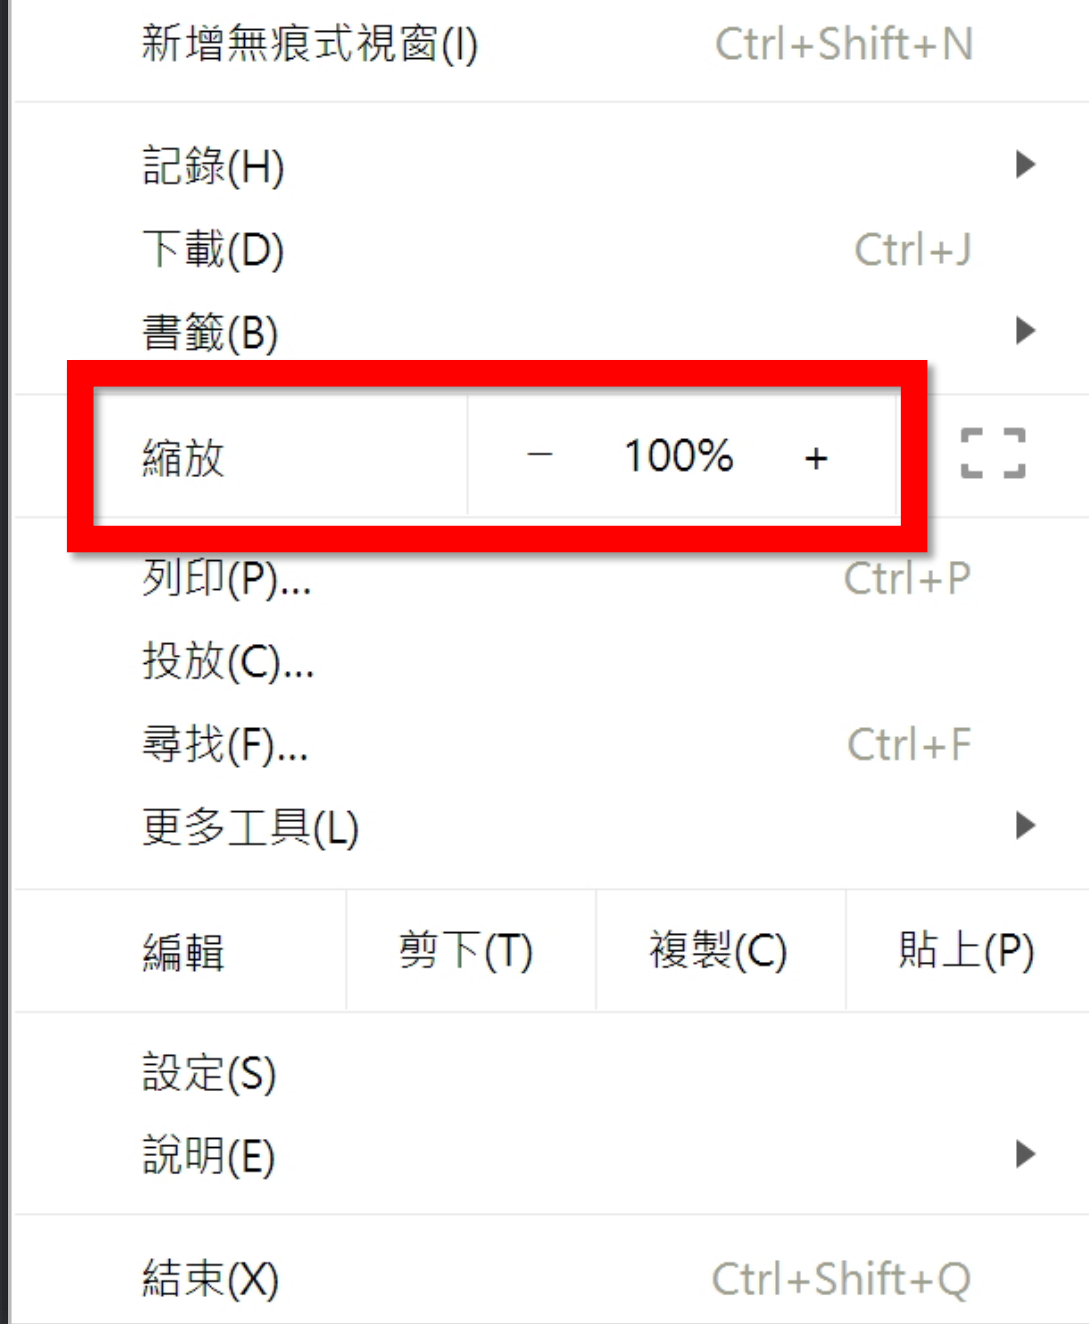 新增無痕式視窗(I) Ctrl+Shift+N
記錄(H)
下載(D) Ctrl+J
書籤(B)
縮放 − 100% +
列印(P)... Ctrl+P
投放(C)...
尋找(F)... Ctrl+F
更多工具(L)
編輯 剪下(T) 複製(C) 貼上(P)
設定(S)
說明(E)
結束(X) Ctrl+Shift+Q